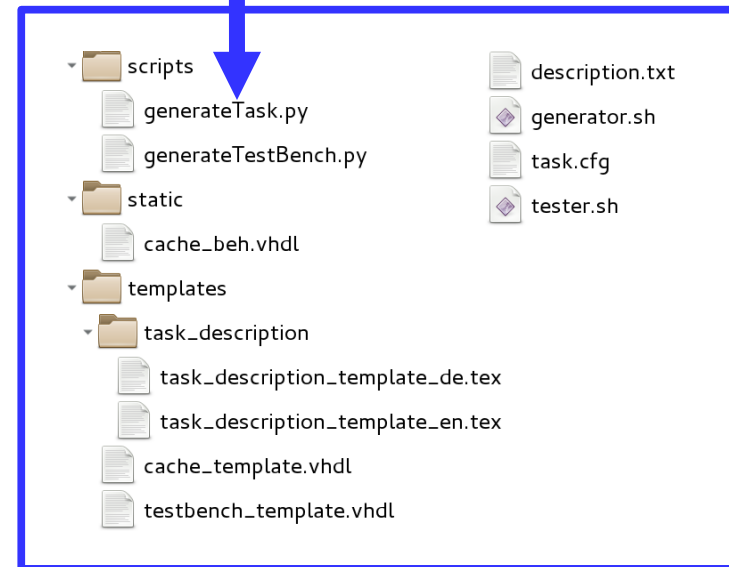 scripts
generateTask.py
generateTestBench.py
static
cache_beh.vhdl
templates
task_description
task_description_template_de.tex
task_description_template_en.tex
cache_template.vhdl
testbench_template.vhdl
description.txt
generator.sh
task.cfg
tester.sh